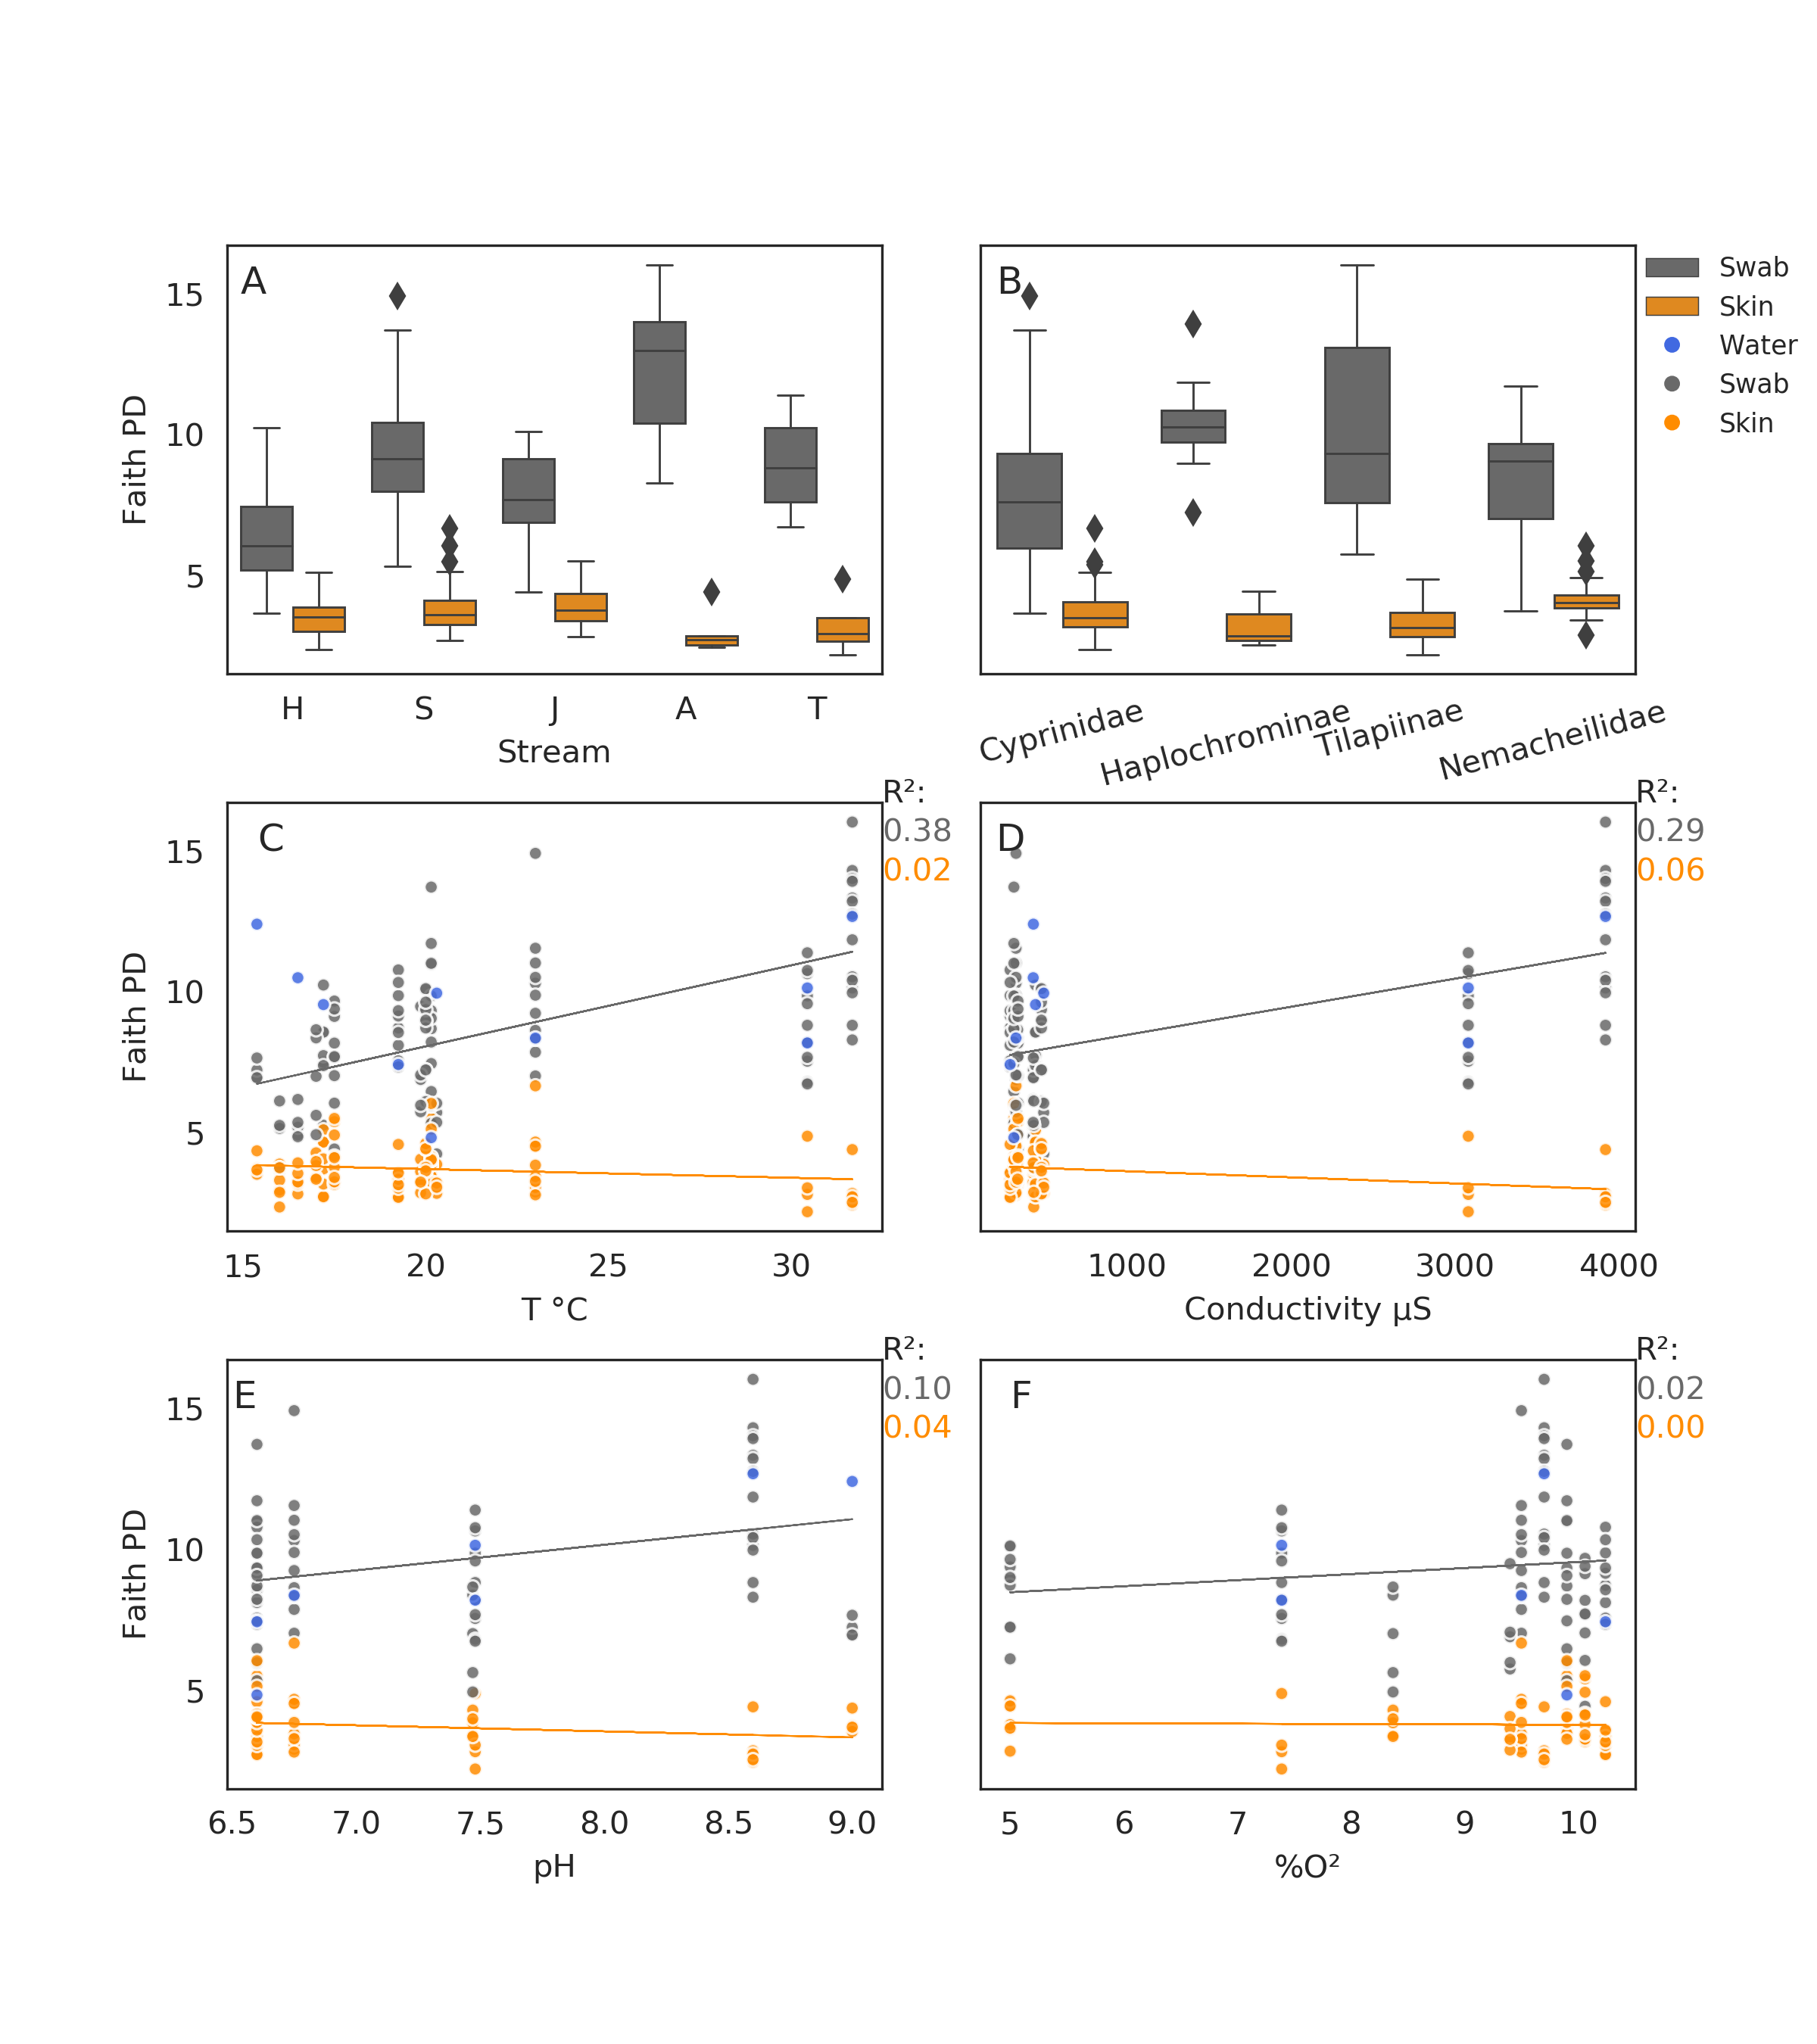 A
B
Swab
Skin
Water
Swab
Skin
15
10
5
Faith PD
H S J A T
Stream
Cyprinidae
Haplochrominae
Tilapiinae
Nemacheilidae
C
R²:
0.38
0.02
15
10
5
Faith PD
15 20 25 30
T °C
D
R²:
0.29
0.06
1000 2000 3000 4000
Conductivity µS
E
R²:
0.10
0.04
15
10
5
Faith PD
6.5 7.0 7.5 8.0 8.5 9.0
pH
F
R²:
0.02
0.00
5 6 7 8 9 10
%O²